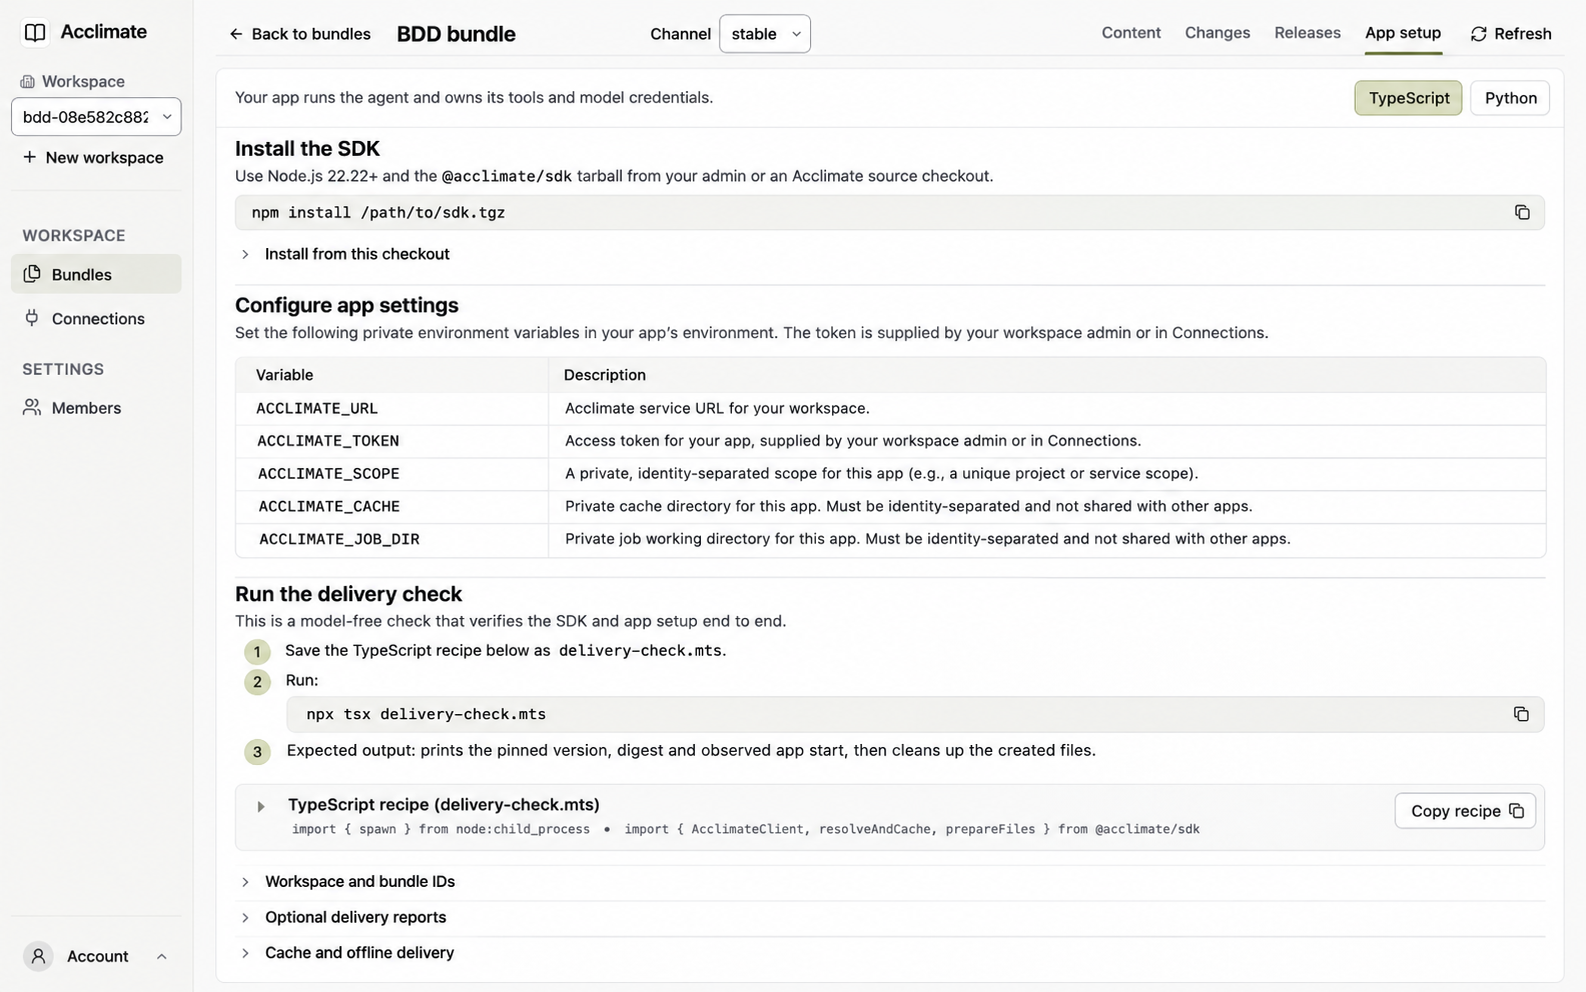 Acclimate
Workspace
bdd-08e582c882
New workspace
WORKSPACE
Bundles
Connections
SETTINGS
Members
Account
Back to bundles
BDD bundle
Channel
stable
Content
Changes
Releases
App setup
Refresh
Your app runs the agent and owns its tools and model credentials.
TypeScript
Python
Install the SDK
Use Node.js 22.22+ and the @acclimate/sdk tarball from your admin or an Acclimate source checkout.
npm install /path/to/sdk.tgz
Install from this checkout
Configure app settings
Set the following private environment variables in your app's environment. The token is supplied by your workspace admin or in Connections.
Variable Description
ACCLIMATE_URL Acclimate service URL for your workspace.
ACCLIMATE_TOKEN Access token for your app, supplied by your workspace admin or in Connections.
ACCLIMATE_SCOPE A private, identity-separated scope for this app (e.g., a unique project or service scope).
ACCLIMATE_CACHE Private cache directory for this app. Must be identity-separated and not shared with other apps.
ACCLIMATE_JOB_DIR Private job working directory for this app. Must be identity-separated and not shared with other apps.
Run the delivery check
This is a model-free check that verifies the SDK and app setup end to end.
1 Save the TypeScript recipe below as delivery-check.mts.
2 Run:
npx tsx delivery-check.mts
3 Expected output: prints the pinned version, digest and observed app start, then cleans up the created files.
TypeScript recipe (delivery-check.mts)
import { spawn } from node:child_process • import { AcclimateClient, resolveAndCache, prepareFiles } from @acclimate/sdk
Copy recipe
Workspace and bundle IDs
Optional delivery reports
Cache and offline delivery